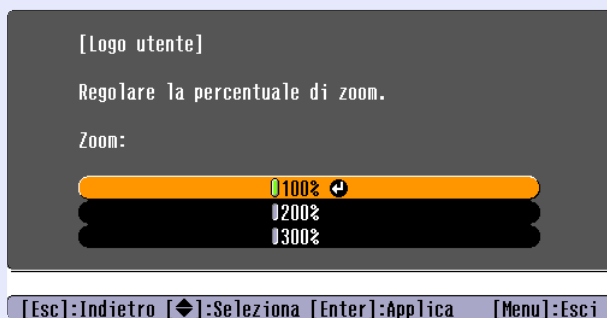 [Logo utente]
Regolare la percentuale di zoom.
Zoom:
100%
200%
300%
[Esc]:Indietro [◆]:Seleziona [Enter]:Applica [Menu]:Esci